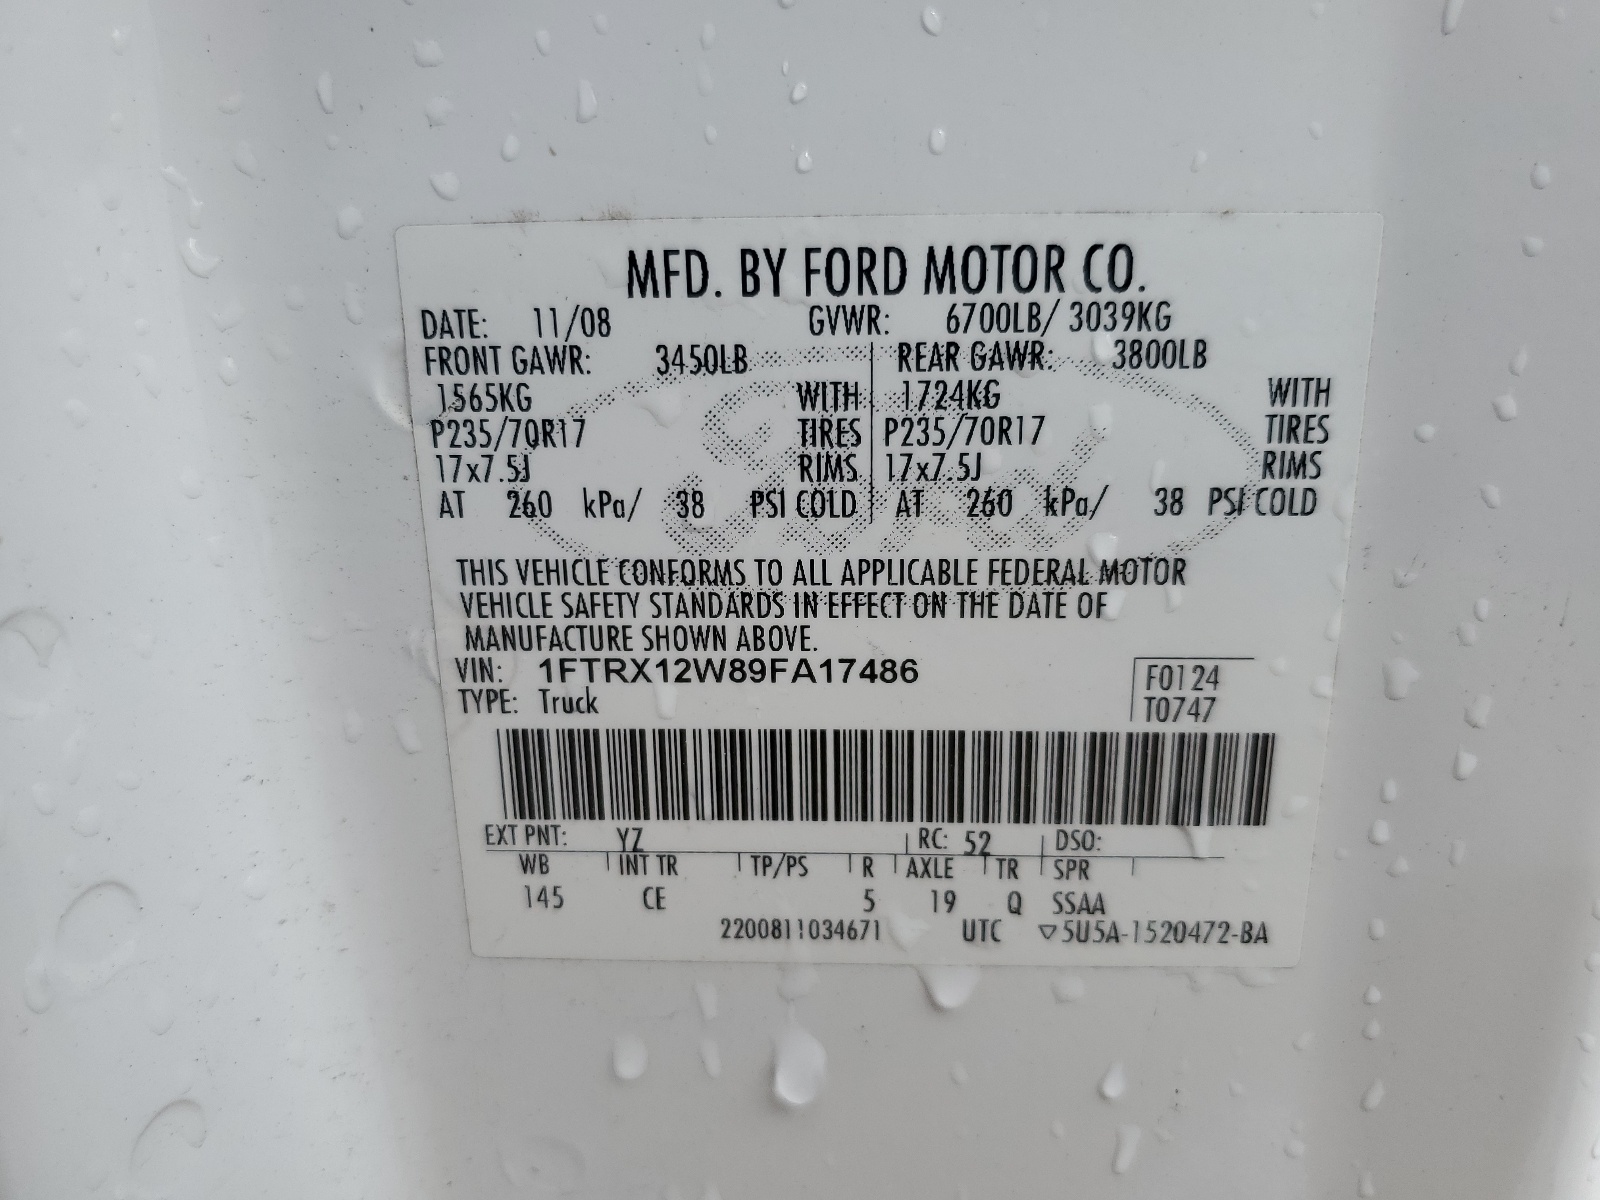 MFD. BY FORD MOTOR CO.
DATE: 11/08 GVWR: 6700LB/ 3039KG
FRONT GAWR: 3450LB REAR GAWR: 3800LB
1565KG WITH 1724KG WITH
P235/70R17 TIRES P235/70R17 TIRES
17x7.5J RIMS 17x7.5J RIMS
AT 260 kPa/ 38 PSI COLD AT 260 kPa/ 38 PSI COLD
THIS VEHICLE CONFORMS TO ALL APPLICABLE FEDERAL MOTOR
VEHICLE SAFETY STANDARDS IN EFFECT ON THE DATE OF
MANUFACTURE SHOWN ABOVE.
VIN: 1FTRX12W89FA17486 F0124
TYPE: Truck T0747
EXT PNT: YZ RC: 52 DSO:
WB INT TR TP/PS R AXLE TR SPR
145 CE 5 19 Q SSAA
2200811034671 UTC ▽5U5A-1520472-BA